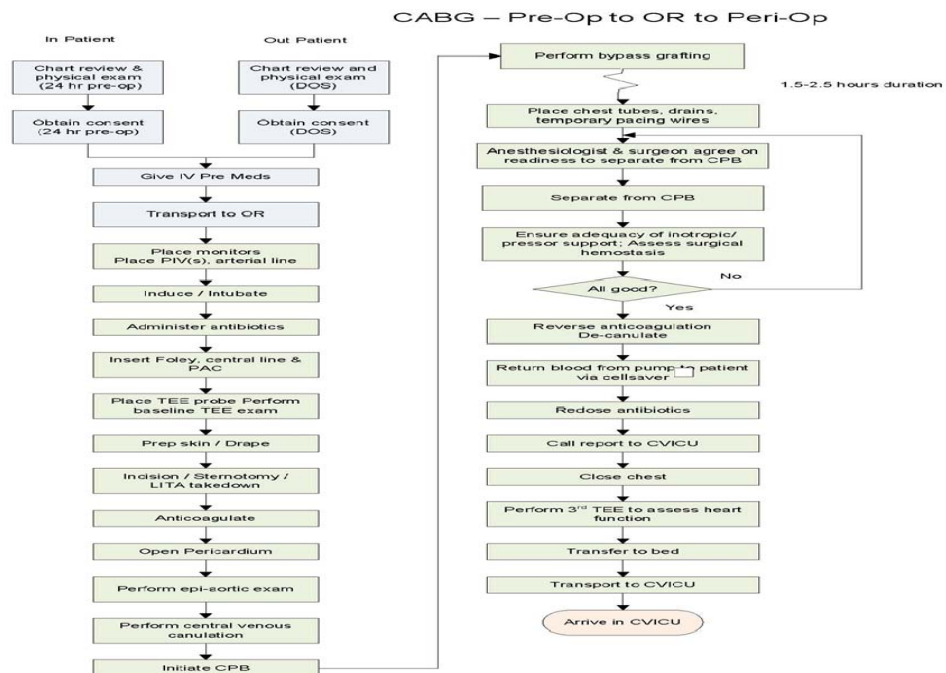 CABG – Pre-Op to OR to Peri-Op
In Patient
Out Patient
Chart review &
physical exam
(24 hr pre-op)
Chart review and
physical exam
(DOS)
Obtain consent
(24 hr pre-op)
Obtain consent
(DOS)
Give IV Pre Meds
Transport to OR
Place monitors
Place PIV(s), arterial line
Induce / Intubate
Administer antibiotics
Insert Foley, central line &
PAC
Place TEE probe Perform
baseline TEE exam
Prep skin / Drape
Incision / Sternotomy /
LITA takedown
Anticoagulate
Open Pericardium
Perform epi-aortic exam
Perform central venous
canulation
Initiate CPB
Perform bypass grafting
1.5-2.5 hours duration
Place chest tubes, drains,
temporary pacing wires
Anesthesiologist & surgeon agree on
readiness to separate from CPB
Separate from CPB
Ensure adequacy of inotropic/
pressor support; Assess surgical
hemostasis
No
All good?
Yes
Reverse anticoagulation
De-canulate
Return blood from pump to patient
via cellsaver
Redose antibiotics
Call report to CVICU
Close chest
Perform 3rd TEE to assess heart
function
Transfer to bed
Transport to CVICU
Arrive in CVICU